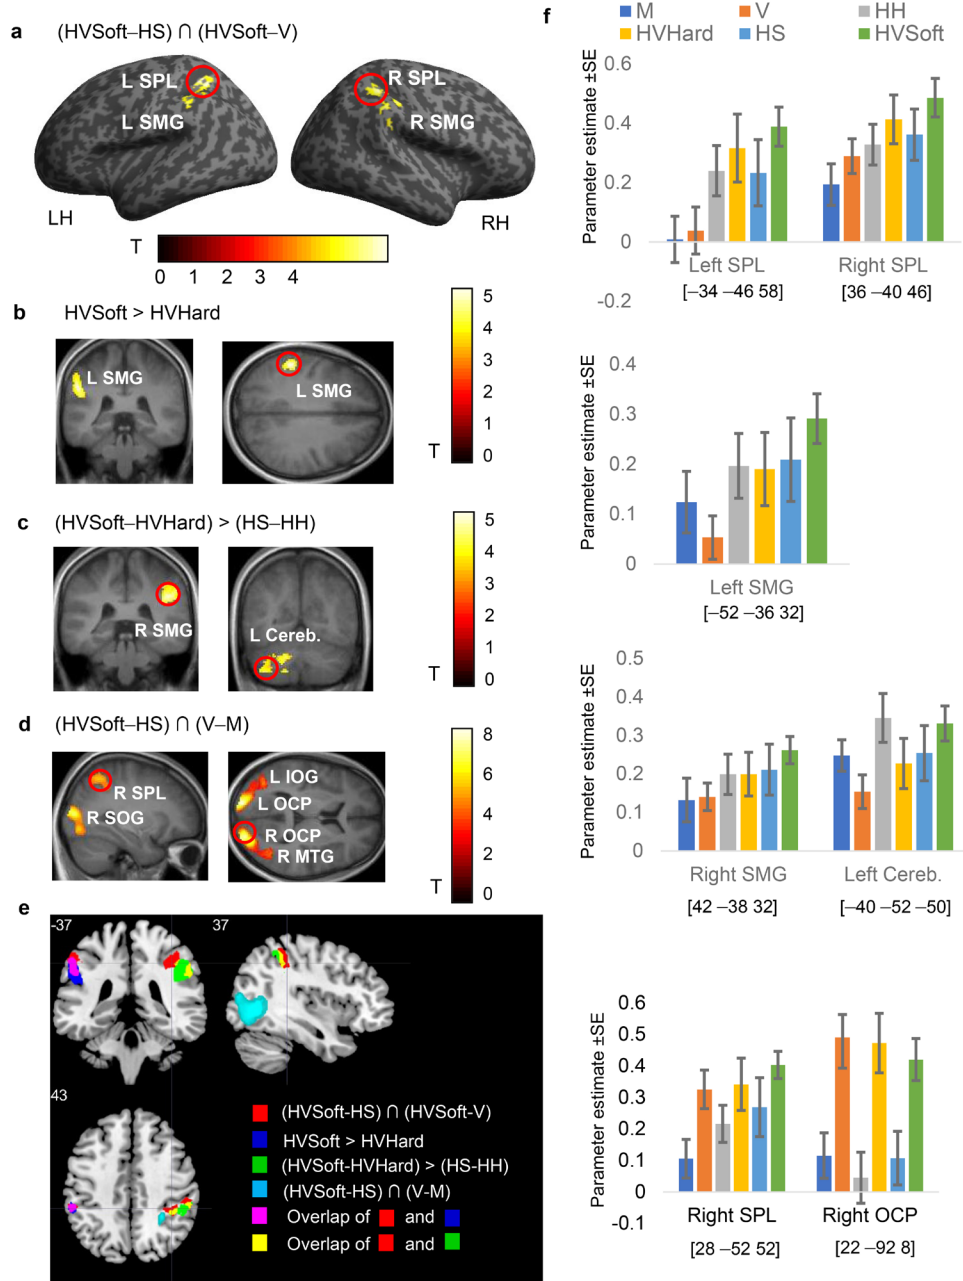 a (HVSoft–HS) ∩ (HVSoft–V)
L SPL
L SMG
R SPL
R SMG
LH
RH
T
0 1 2 3 4
b HVSoft > HVHard
L SMG
L SMG
5
4
3
2
1
0
T
c (HVSoft–HVHard) > (HS–HH)
R SMG
L Cereb.
5
4
3
2
1
0
T
d (HVSoft–HS) ∩ (V–M)
R SPL
R SOG
L IOG
L OCP
R OCP
R MTG
8
6
4
2
0
T
e
-37
37
43
(HVSoft-HS) ∩ (HVSoft-V)
HVSoft > HVHard
(HVSoft-HVHard) > (HS-HH)
(HVSoft-HS) ∩ (V-M)
Overlap of and
Overlap of and
f
M V HH
HVHard HS HVSoft
Parameter estimate ±SE
0.6
0.4
0.2
0
-0.2
Left SPL Right SPL
[–34 –46 58] [36 –40 46]
Parameter estimate ±SE
0.4
0.3
0.2
0.1
0
Left SMG
[–52 –36 32]
Parameter estimate ±SE
0.5
0.4
0.3
0.2
0.1
0
Right SMG Left Cereb.
[42 –38 32] [–40 –52 –50]
Parameter estimate ±SE
0.6
0.5
0.4
0.3
0.2
0.1
0
-0.1
Right SPL Right OCP
[28 –52 52] [22 –92 8]